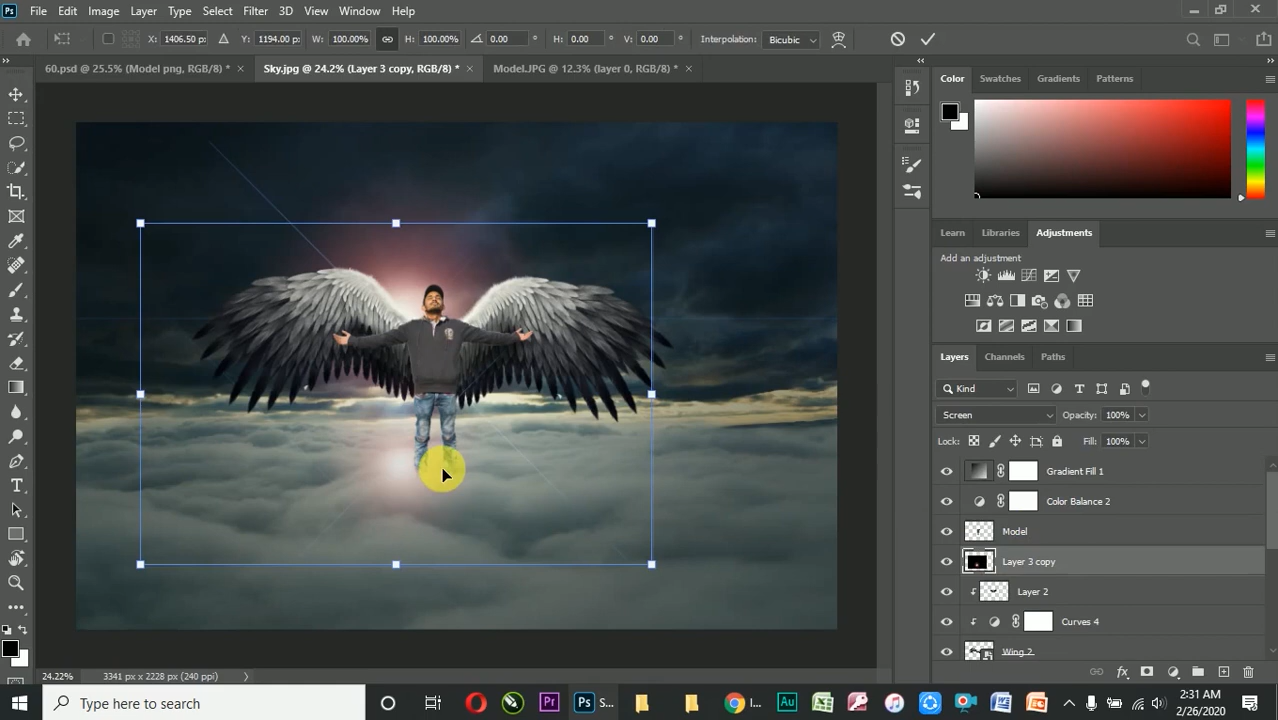 Ps File Edit Image Layer Type Select Filter 3D View Window Help
X: 1406.50 px Y: 1194.00 px W: 100.00% H: 100.00% 0.00 ° H: 0.00 ° V: 0.00 ° Interpolation: Bicubic
60.psd @ 25.5% (Model png, RGB/8) * × Sky.jpg @ 24.2% (Layer 3 copy, RGB/8) * × Model.JPG @ 12.3% (layer 0, RGB/8) * ×
Color Swatches Gradients Patterns
Learn Libraries Adjustments
Add an adjustment
Layers Channels Paths
Kind
Screen Opacity: 100%
Lock: Fill: 100%
Gradient Fill 1
Color Balance 2
Model
Layer 3 copy
Layer 2
Curves 4
Wing 2
24.22% 3341 px x 2228 px (240 ppi)
Type here to search
Pr
Ps S...
I...
Au
2:31 AM
2/26/2020